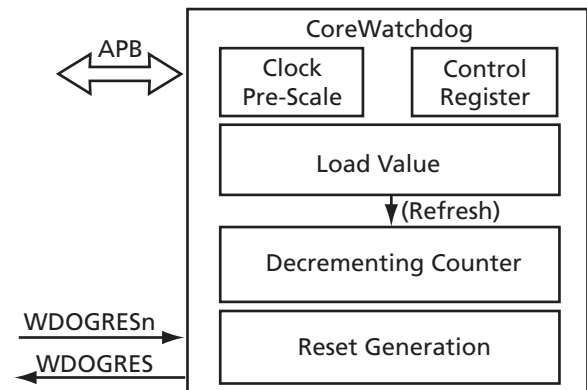 CoreWatchdog
APB
Clock
Pre-Scale
Control
Register
Load Value
(Refresh)
Decrementing Counter
WDOGRESn
WDOGRES
Reset Generation